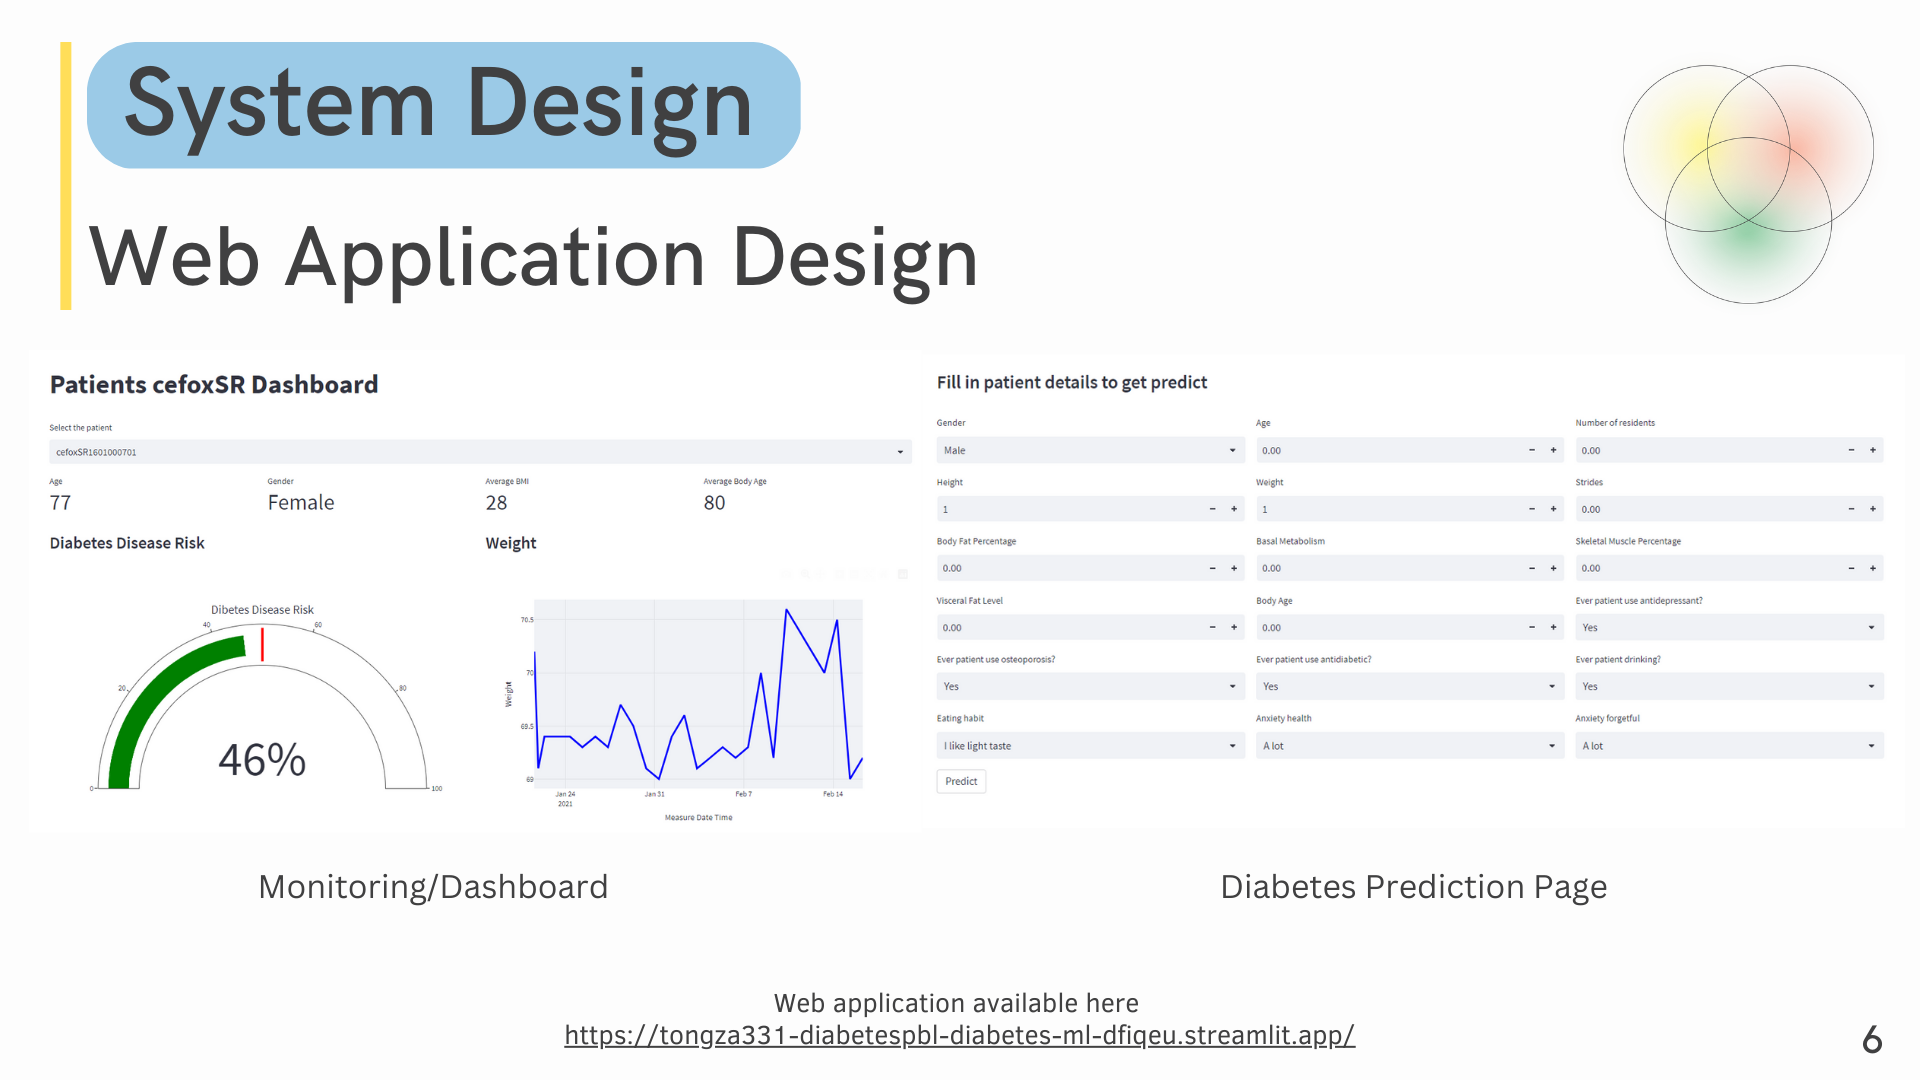 System Design
Web Application Design
Patients cefoxSR Dashboard
Select the patient
cefoxSR1601000701
Age
Gender
Average BMI
Average Body Age
77
Female
28
80
Diabetes Disease Risk
Weight
Dibetes Disease Risk
0
20
40
60
80
100
46%
Weight
70.5
70
69.5
69
Jan 24
2021
Jan 31
Feb 7
Feb 14
Measure Date Time
Monitoring/Dashboard
Fill in patient details to get predict
Gender
Age
Number of residents
Male
0.00
0.00
Height
Weight
Strides
1
1
0.00
Body Fat Percentage
Basal Metabolism
Skeletal Muscle Percentage
0.00
0.00
0.00
Visceral Fat Level
Body Age
Ever patient use antidepressant?
0.00
0.00
Yes
Ever patient use osteoporosis?
Ever patient use antidiabetic?
Ever patient drinking?
Yes
Yes
Yes
Eating habit
Anxiety health
Anxiety forgetful
I like light taste
A lot
A lot
Predict
Diabetes Prediction Page
Web application available here
https://tongza331-diabetespbl-diabetes-ml-dfiqeu.streamlit.app/
6